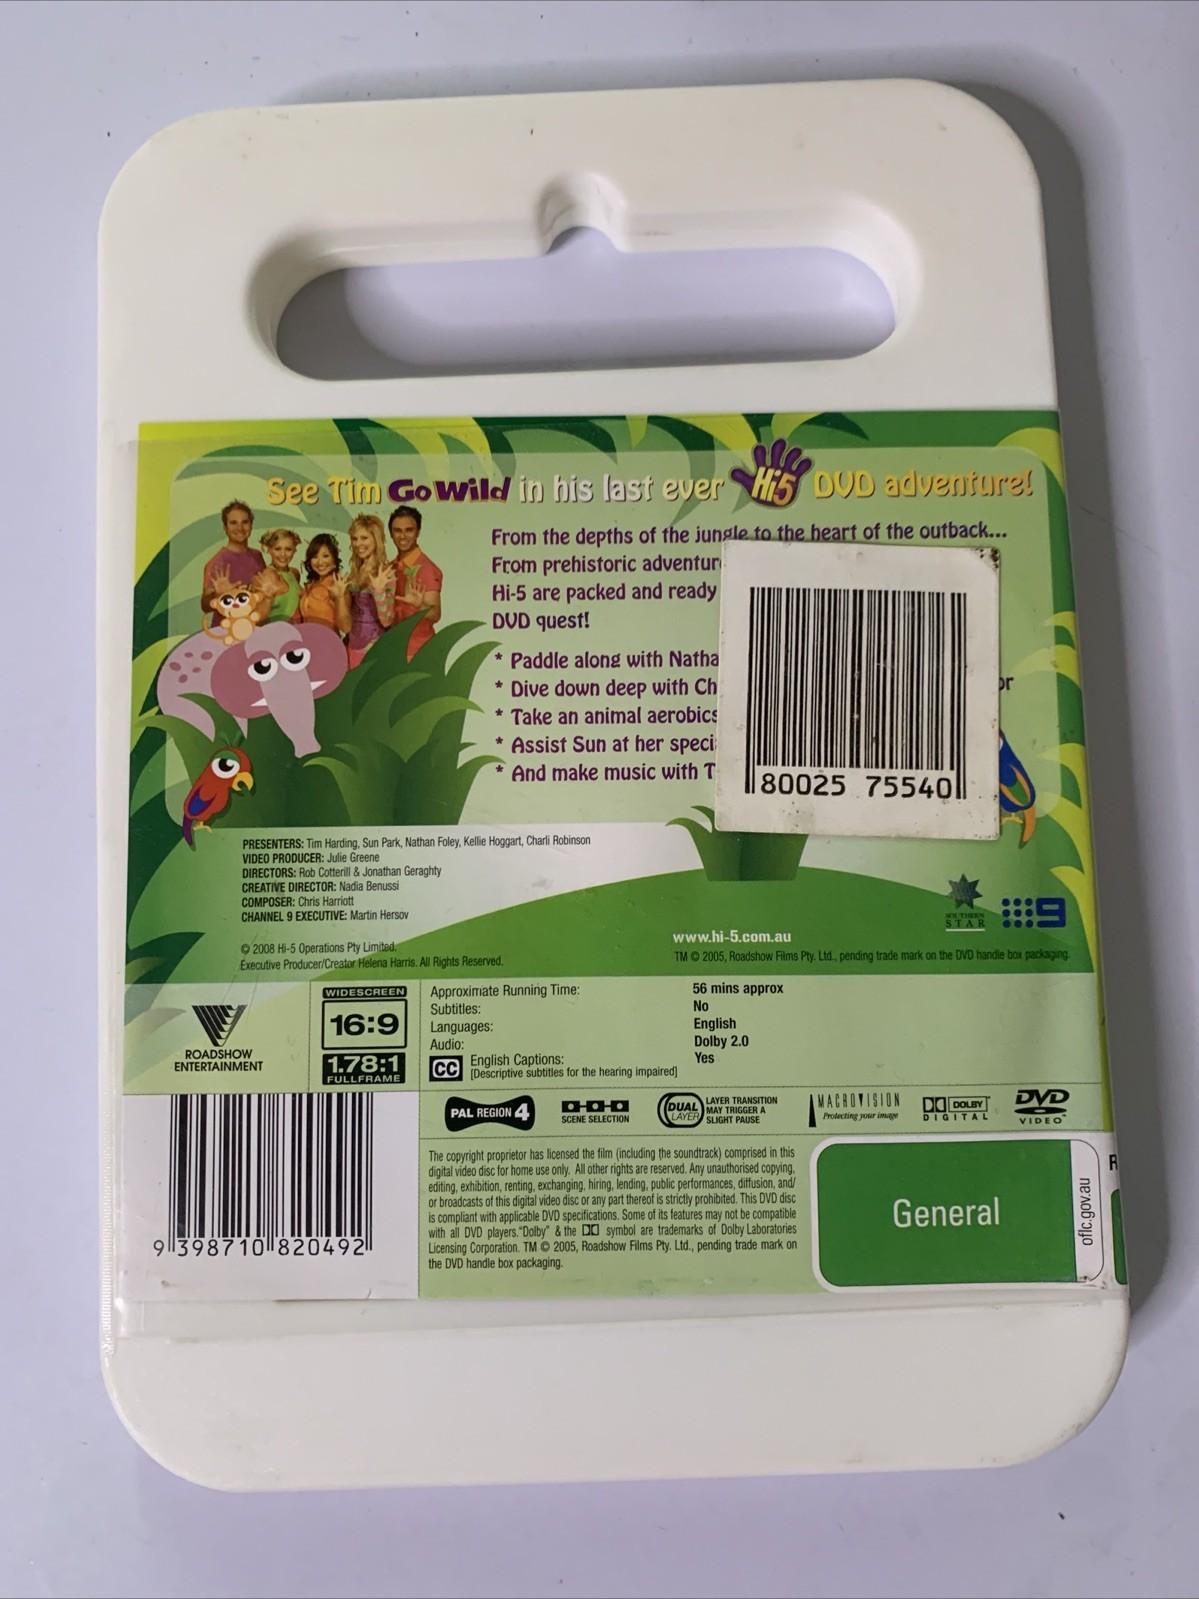 See Tim Go Wild in his last ever Hi5 DVD adventure!
From the depths of the jungle to the heart of the outback...
From prehistoric
Hi-5 are packed and ready
DVD quest!
* Paddle along with
* Dive down deep with
* Take an animal aerobics
* Assist Sun at her
* And make music with
or
80025 75540
PRESENTERS: Tim Harding, Sun Park, Nathan Foley, Kellie Hoggart, Charli Robinson
VIDEO PRODUCER: Julie Greene
DIRECTORS: Rob Cotterill & Jonathan Geraghty
CREATIVE DIRECTOR: Nadia Benussi
COMPOSER: Chris Harriott
CHANNEL 9 EXECUTIVE: Martin Hersov
© 2008 Hi-5 Operations Pty Limited.
Executive Producer/Creator Helena Harris. All Rights Reserved.
SOUTHERN
STAR
9
www.hi-5.com.au
TM © 2005, Roadshow Films Pty. Ltd., pending trade mark on the DVD handle box packaging.
ROADSHOW
ENTERTAINMENT
WIDESCREEN
16:9
1.78:1
FULLFRAME
Approximate Running Time: 56 mins approx
Subtitles: No
Languages: English
Audio: Dolby 2.0
CC English Captions: Yes
[Descriptive subtitles for the hearing impaired]
PAL REGION 4
SCENE SELECTION
DUAL LAYER
LAYER TRANSITION
MAY TRIGGER A
SLIGHT PAUSE
MACROVISION
Protecting your image
DOLBY
DIGITAL
DVD
VIDEO
9 398710 820492
The copyright proprietor has licensed the film (including the soundtrack) comprised in this
digital video disc for home use only. All other rights are reserved. Any unauthorised copying,
editing, exhibition, renting, exchanging, hiring, lending, public performances, diffusion, and/
or broadcasts of this digital video disc or any part thereof is strictly prohibited. This DVD disc
is compliant with applicable DVD specifications. Some of its features may not be compatible
with all DVD players. "Dolby" & the symbol are trademarks of Dolby Laboratories
Licensing Corporation. TM © 2005, Roadshow Films Pty. Ltd., pending trade mark on
the DVD handle box packaging.
General
oflc.gov.au